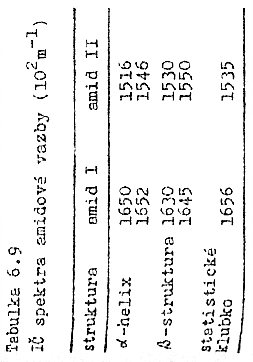 Tabulka 6.9
IČ spektra amidové vazby (10²m⁻¹)
struktura amid I amid II
α-helix 1650 1516
1652 1546
β-struktura 1630 1530
1645 1550
statistické
klubko 1656 1535